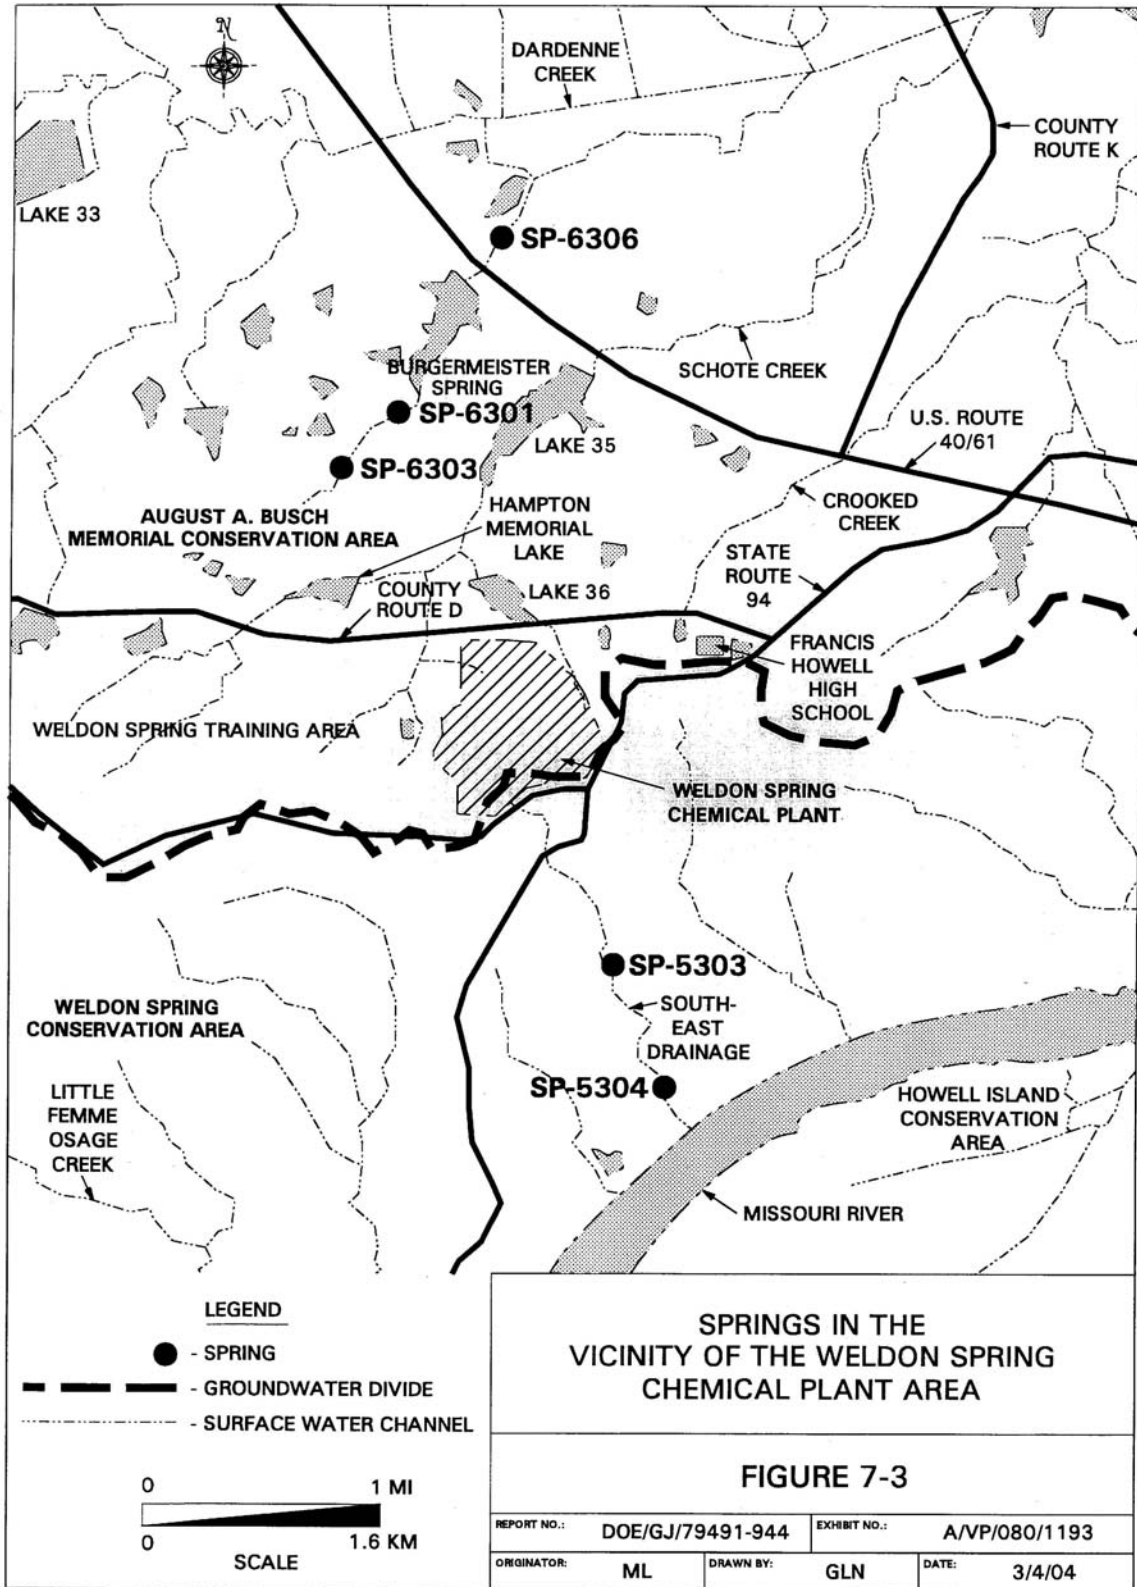 N
DARDENNE
CREEK
COUNTY
ROUTE K
LAKE 33
SP-6306
BURGERMEISTER
SPRING
SCHOTE CREEK
SP-6301
U.S. ROUTE
40/61
LAKE 35
SP-6303
CROOKED
CREEK
HAMPTON
MEMORIAL
LAKE
AUGUST A. BUSCH
MEMORIAL CONSERVATION AREA
STATE
ROUTE
94
COUNTY
ROUTE D
LAKE 36
FRANCIS
HOWELL
HIGH
SCHOOL
WELDON SPRING TRAINING AREA
WELDON SPRING
CHEMICAL PLANT
SP-5303
WELDON SPRING
CONSERVATION AREA
SOUTH-
EAST
DRAINAGE
SP-5304
LITTLE
FEMME
OSAGE
CREEK
HOWELL ISLAND
CONSERVATION
AREA
MISSOURI RIVER
LEGEND
- SPRING
- GROUNDWATER DIVIDE
- SURFACE WATER CHANNEL
0 1 MI
0 1.6 KM
SCALE
SPRINGS IN THE
VICINITY OF THE WELDON SPRING
CHEMICAL PLANT AREA
FIGURE 7-3
REPORT NO.: DOE/GJ/79491-944 EXHIBIT NO.: A/VP/080/1193
ORIGINATOR: ML DRAWN BY: GLN DATE: 3/4/04